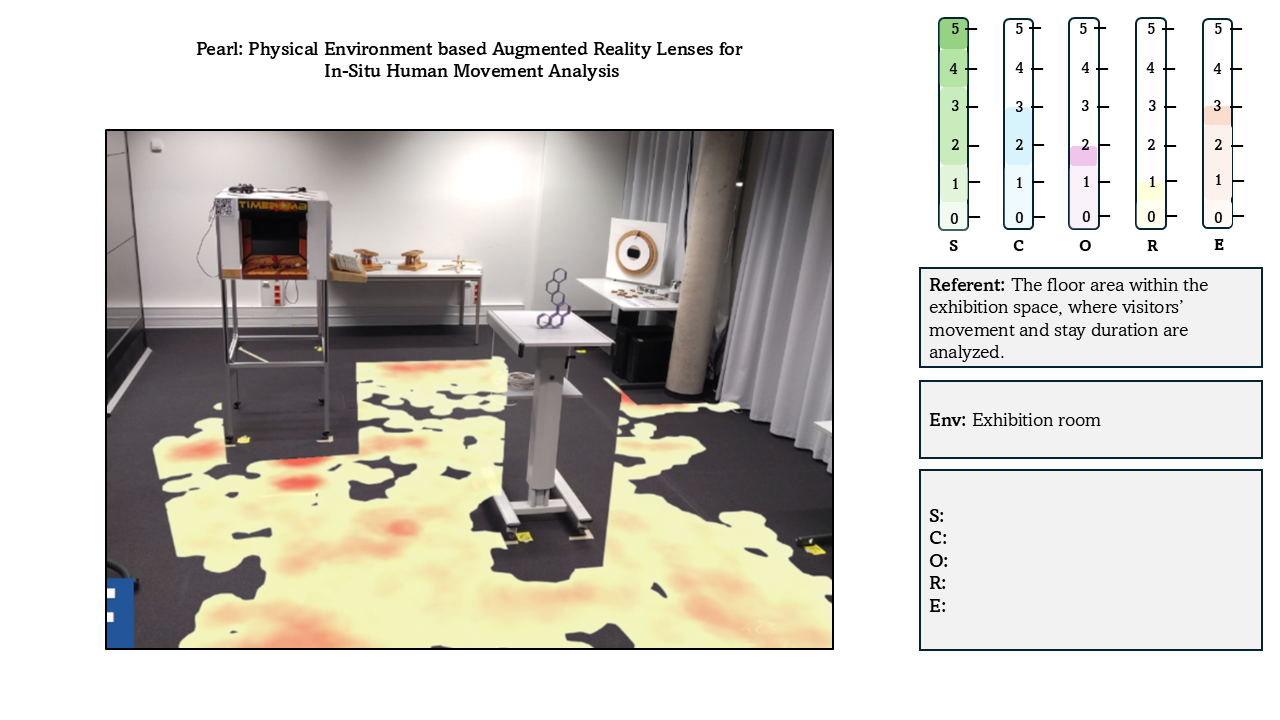 Pearl: Physical Environment based Augmented Reality Lenses for
In-Situ Human Movement Analysis
TIMEBOMB
5 5 5 5 5
4 4 4 4 4
3 3 3 3 3
2 2 2 2 2
1 1 1 1 1
0 0 0 0 0
S C O R E
Referent: The floor area within the
exhibition space, where visitors’
movement and stay duration are
analyzed.
Env: Exhibition room
S:
C:
O:
R:
E: